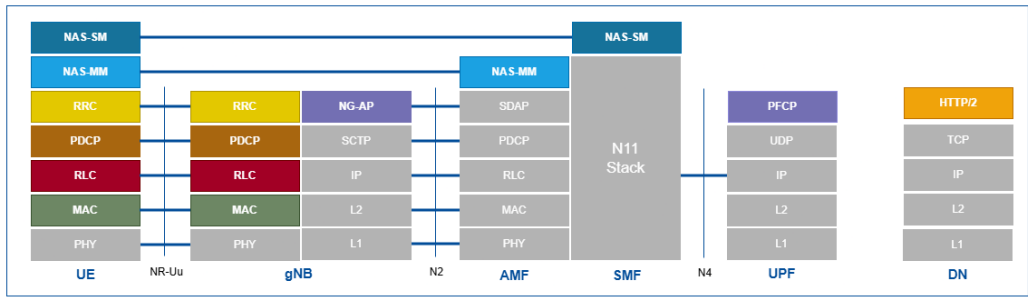 NAS-SM NAS-SM
NAS-MM NAS-MM
RRC RRC NG-AP SDAP PFCP HTTP/2
PDCP PDCP SCTP PDCP UDP TCP
N11
Stack
RLC RLC IP RLC IP IP
MAC MAC L2 MAC L2 L2
PHY PHY L1 PHY L1 L1
UE NR-Uu gNB N2 AMF SMF N4 UPF DN